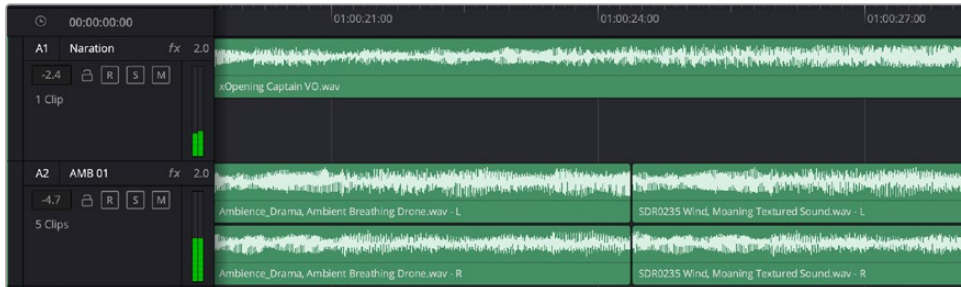 00:00:00:00 01:00:21:00 01:00:24:00 01:00:27:00
A1 Naration fx 2.0
-2.4 R S M
1 Clip
xOpening Captain VO.wav
A2 AMB 01 fx 2.0
-4.7 R S M
5 Clips
Ambience_Drama, Ambient Breathing Drone.wav - L
SDR0235 Wind, Moaning Textured Sound.wav - L
Ambience_Drama, Ambient Breathing Drone.wav - R
SDR0235 Wind, Moaning Textured Sound.wav - R